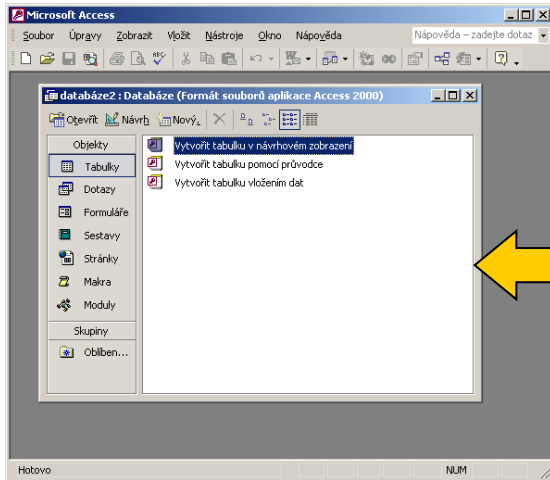 Microsoft Access
Soubor Úpravy Zobrazit Vložit Nástroje Okno Nápověda Nápověda – zadejte dotaz
databáze2 : Databáze (Formát souborů aplikace Access 2000)
Otevřít Návrh Nový
Objekty
Tabulky
Dotazy
Formuláře
Sestavy
Stránky
Makra
Moduly
Skupiny
Obliben...
Vytvořit tabulku v návrhovém zobrazení
Vytvořit tabulku pomocí průvodce
Vytvořit tabulku vložením dat
Hotovo NUM